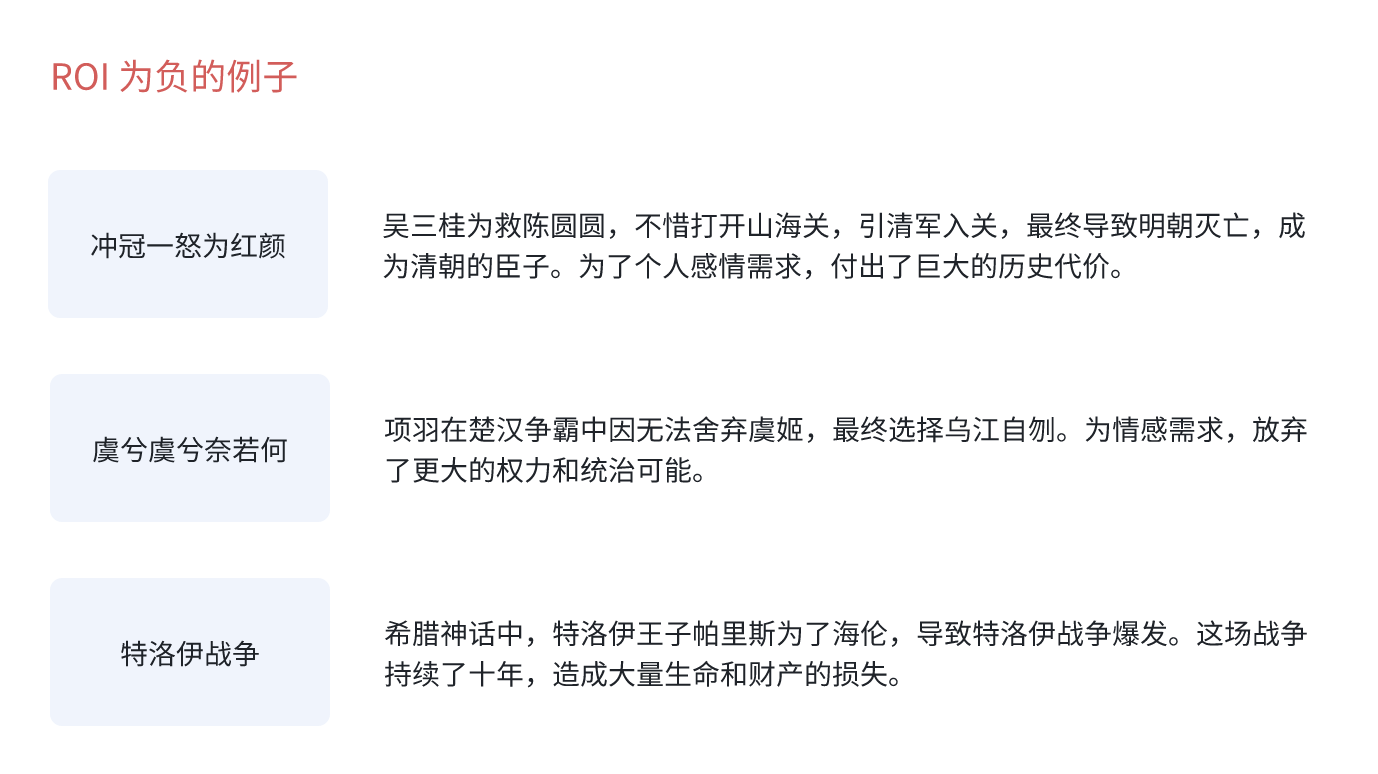 ROI 为负的例子
冲冠一怒为红颜
吴三桂为救陈圆圆，不惜打开山海关，引清军入关，最终导致明朝灭亡，成
为清朝的臣子。为了个人感情需求，付出了巨大的历史代价。
虞兮虞兮奈若何
项羽在楚汉争霸中因无法舍弃虞姬，最终选择乌江自刎。为情感需求，放弃
了更大的权力和统治可能。
特洛伊战争
希腊神话中，特洛伊王子帕里斯为了海伦，导致特洛伊战争爆发。这场战争
持续了十年，造成大量生命和财产的损失。